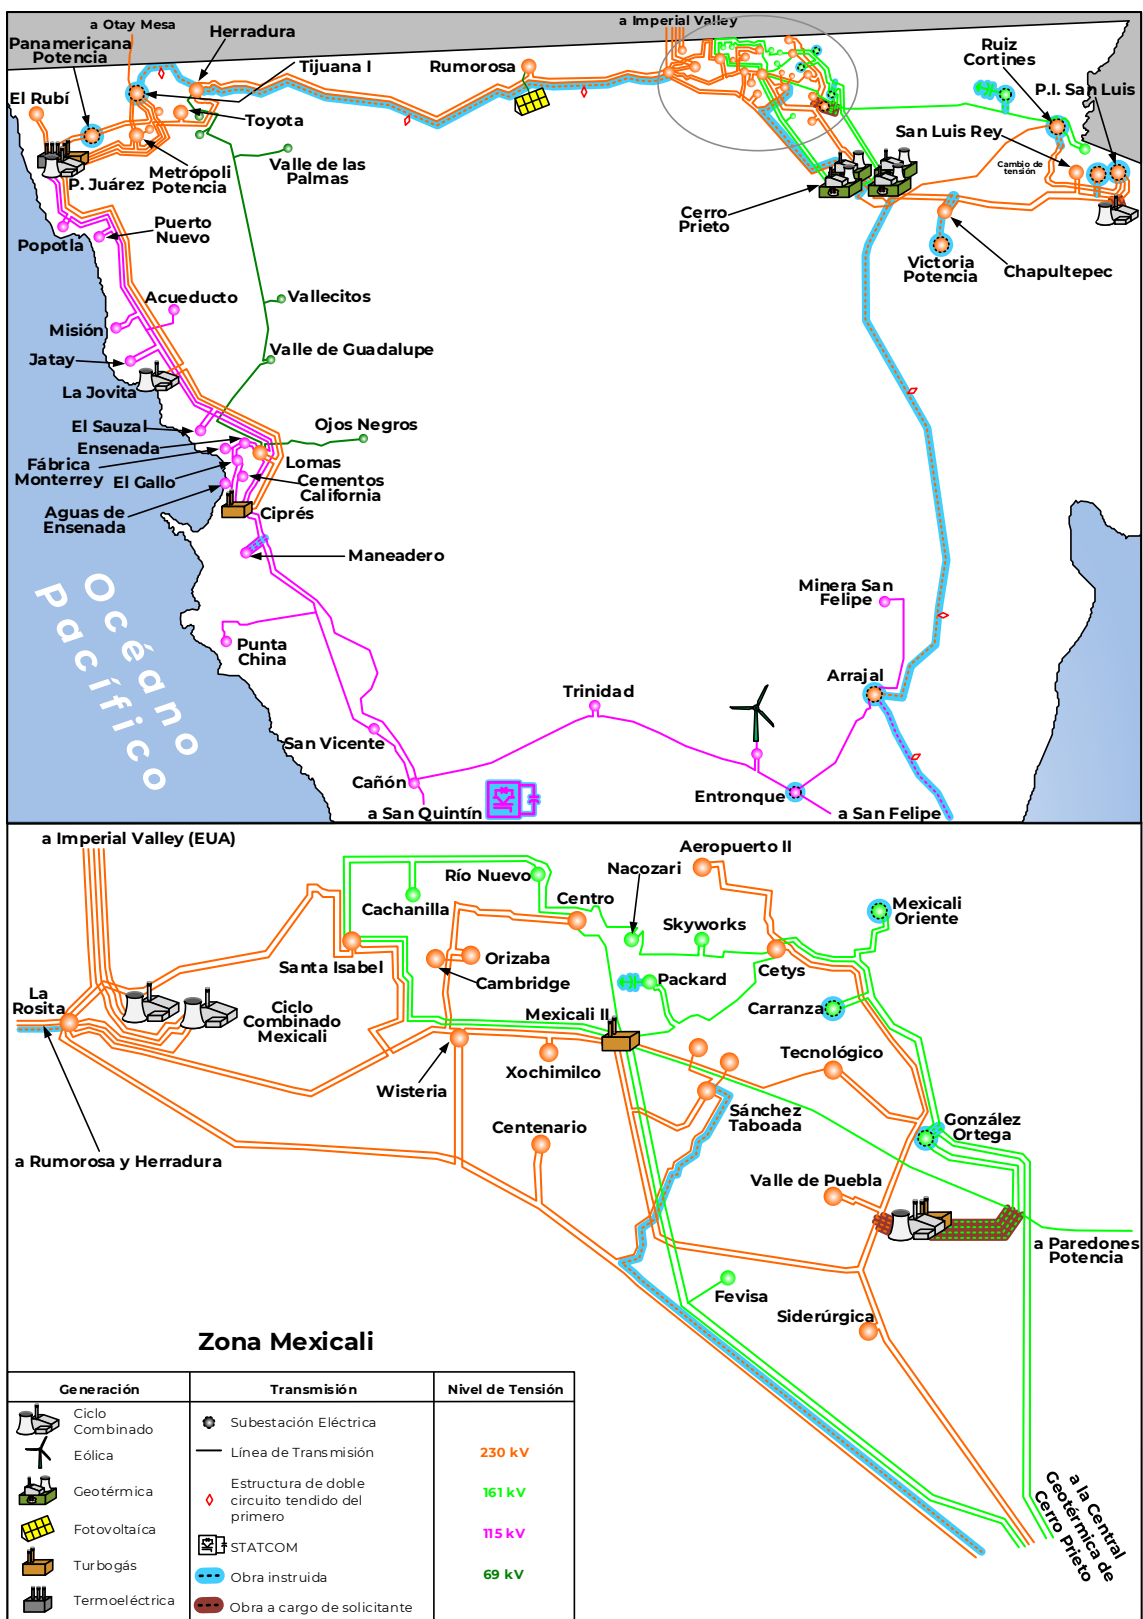 a Otay Mesa
Herradura
a Imperial Valley
Panamericana
Potencia
Tijuana I
Rumorosa
Ruiz
Cortines
P.I. San Luis
El Rubí
Toyota
San Luis Rey
Cambio de
tensión
P. Juárez
Metrópoli
Potencia
Valle de las
Palmas
Cerro
Prieto
Popotla
Puerto
Nuevo
Victoria
Potencia
Chapultepec
Acueducto
Vallecitos
Misión
Jatay
Valle de Guadalupe
La Jovita
El Sauzal
Ojos Negros
Ensenada
Fábrica
Monterrey
El Gallo
Lomas
Cementos
California
Aguas de
Ensenada
Ciprés
Maneadero
Océano
Pacífico
Minera San
Felipe
Punta
China
Arrajal
Trinidad
San Vicente
Cañón
Entronque
a San Quintín
a San Felipe
a Imperial Valley (EUA)
Aeropuerto II
Nacozari
Río Nuevo
Centro
Cachanilla
Skyworks
Mexicali
Oriente
Santa Isabel
Orizaba
Cambridge
Cetys
Packard
La
Rosita
Ciclo
Combinado
Mexicali
Mexicali II
Carranza
Xochimilco
Tecnológico
Wisteria
Sánchez
Taboada
Centenario
González
Ortega
a Rumorosa y Herradura
Valle de Puebla
a Paredones
Potencia
Fevisa
Siderúrgica
Zona Mexicali
a la Central
Geotérmica de
Cerro Prieto
Generación
Transmisión
Nivel de Tensión
Ciclo
Combinado
Subestación Eléctrica
Eólica
Línea de Transmisión
230 kV
Geotérmica
Estructura de doble
circuito tendido del
primero
161 kV
Fotovoltaíca
STATCOM
115 kV
Turbogás
Obra instruida
69 kV
Termoeléctrica
Obra a cargo de solicitante